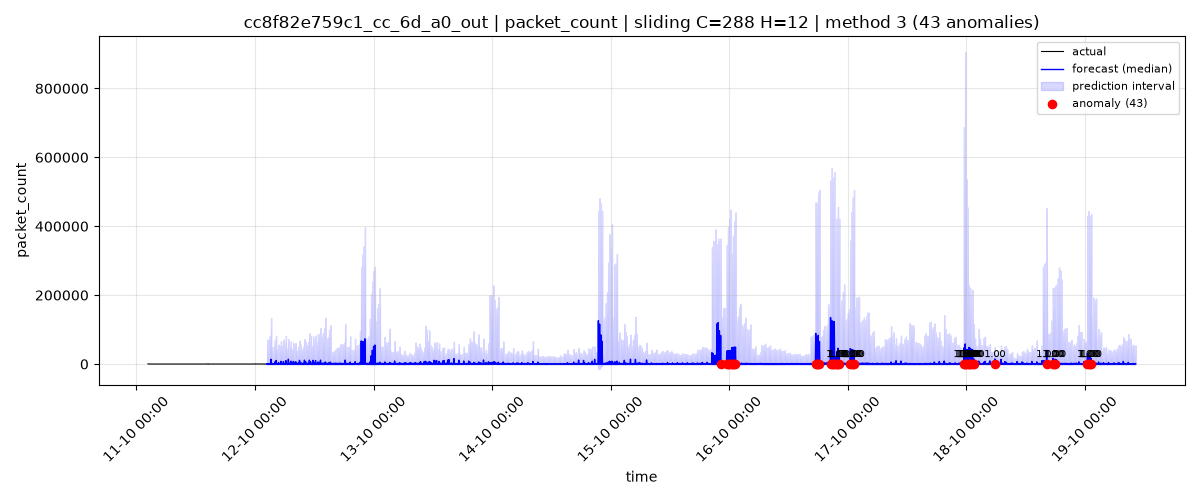 cc8f82e759c1_cc_6d_a0_out | packet_count | sliding C=288 H=12 | method 3 (43 anomalies)
actual
forecast (median)
prediction interval
anomaly (43)
packet_count
800000
600000
400000
200000
0
1.00
11-10 00:00
12-10 00:00
13-10 00:00
14-10 00:00
15-10 00:00
16-10 00:00
17-10 00:00
18-10 00:00
19-10 00:00
time